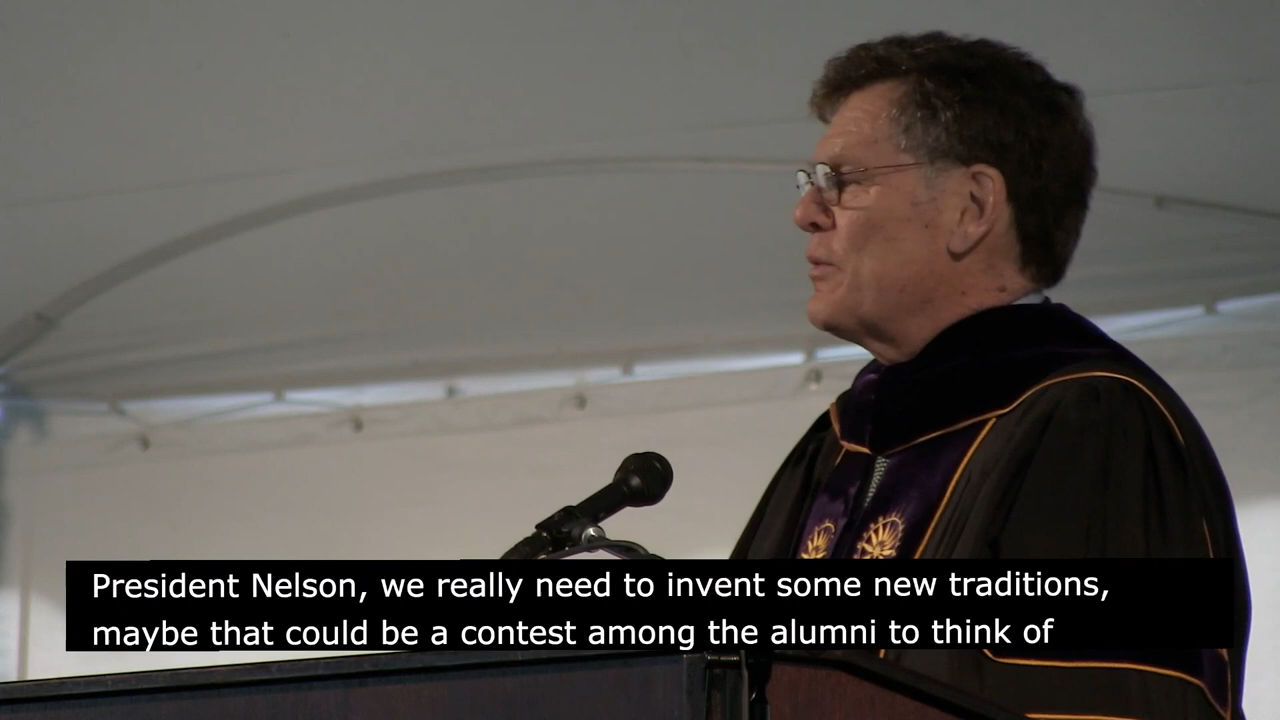 President Nelson, we really need to invent some new traditions,
maybe that could be a contest among the alumni to think of